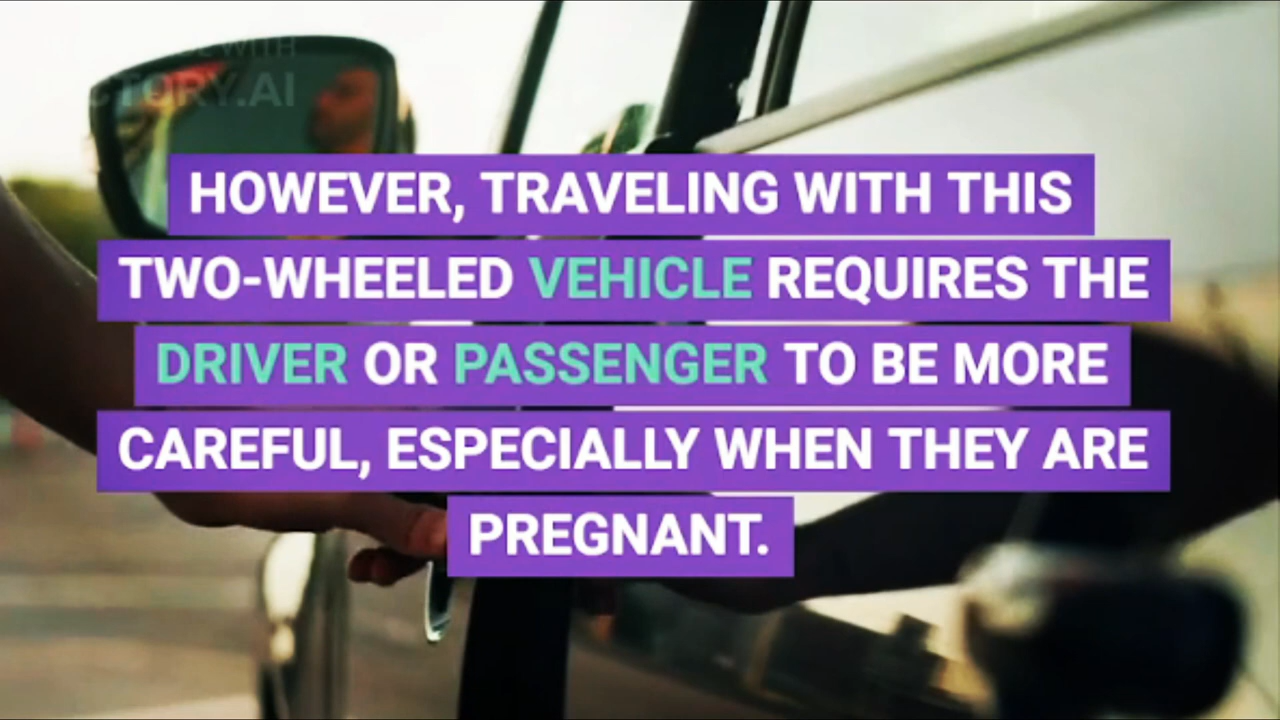 HOWEVER, TRAVELING WITH THIS
TWO-WHEELED VEHICLE REQUIRES THE
DRIVER OR PASSENGER TO BE MORE
CAREFUL, ESPECIALLY WHEN THEY ARE
PREGNANT.